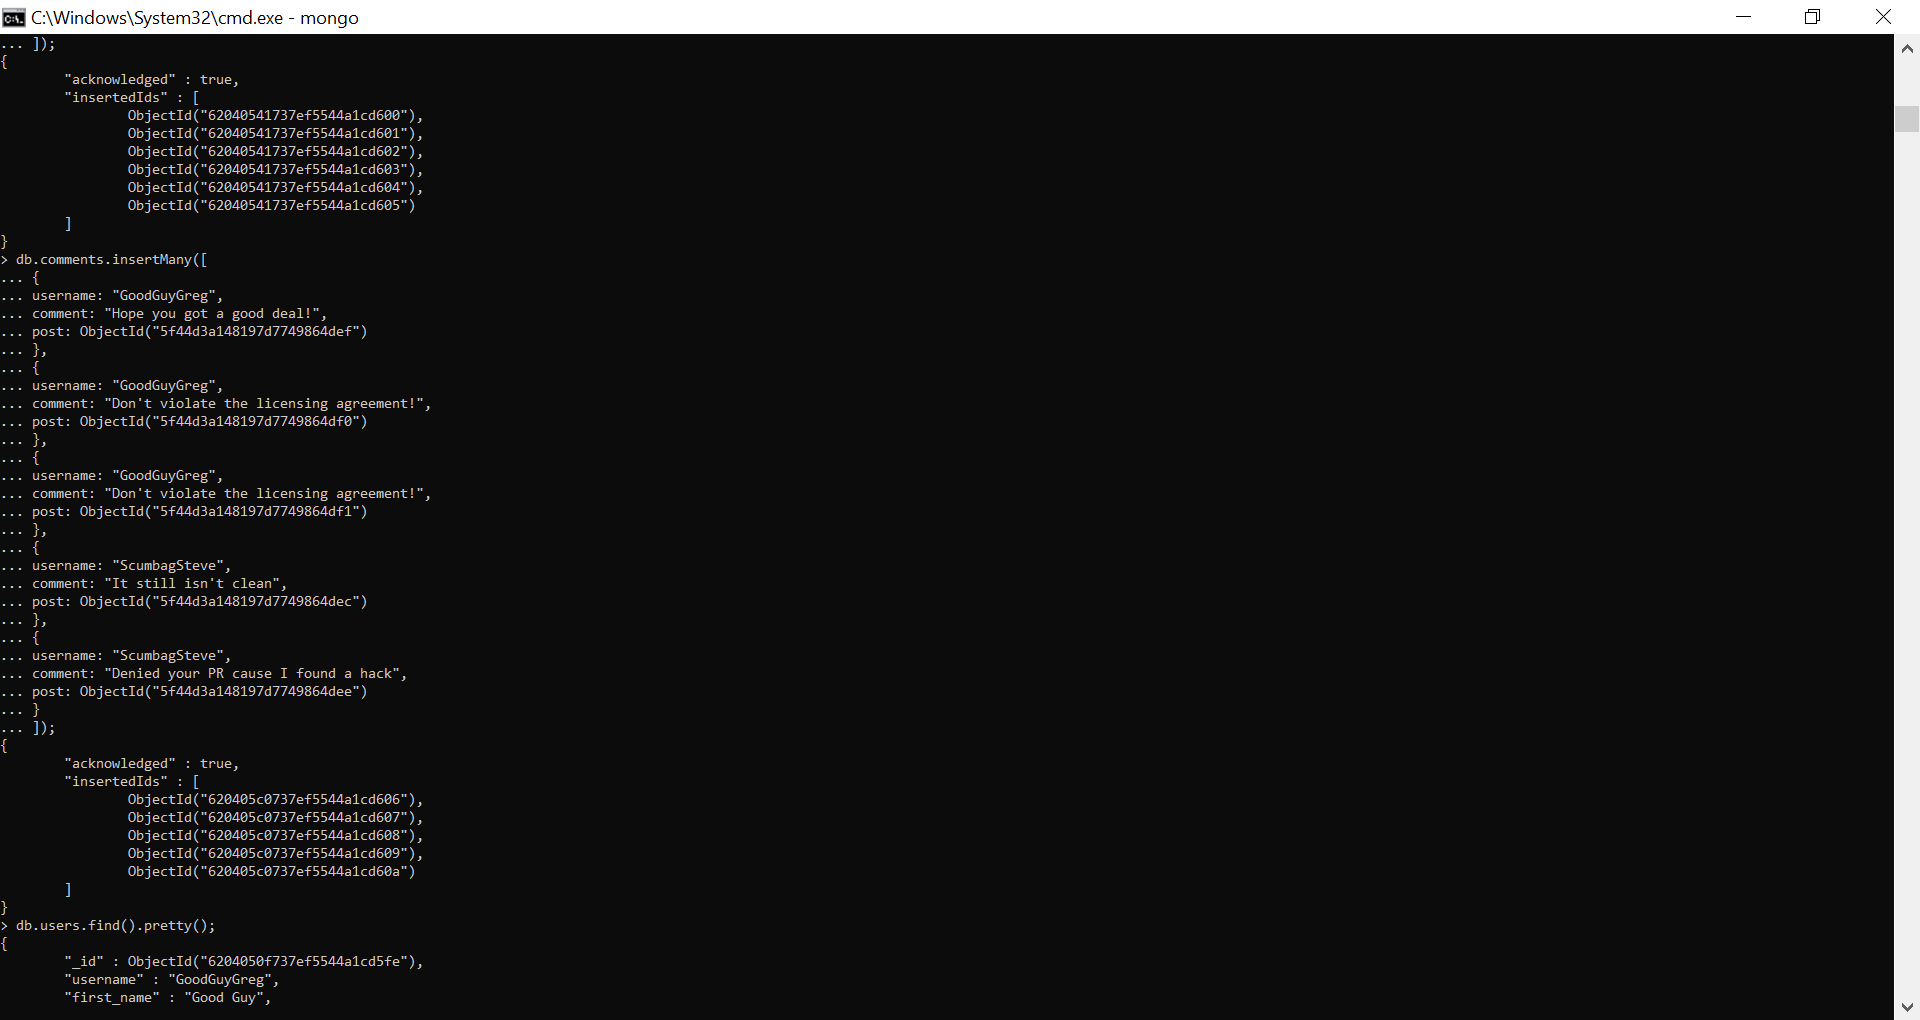 C:\Windows\System32\cmd.exe - mongo
... ]);
{
        "acknowledged" : true,
        "insertedIds" : [
                ObjectId("62040541737ef5544a1cd600"),
                ObjectId("62040541737ef5544a1cd601"),
                ObjectId("62040541737ef5544a1cd602"),
                ObjectId("62040541737ef5544a1cd603"),
                ObjectId("62040541737ef5544a1cd604"),
                ObjectId("62040541737ef5544a1cd605")
        ]
}
> db.comments.insertMany([
... {
... username: "GoodGuyGreg",
... comment: "Hope you got a good deal!",
... post: ObjectId("5f44d3a148197d7749864def")
... },
... {
... username: "GoodGuyGreg",
... comment: "Don't violate the licensing agreement!",
... post: ObjectId("5f44d3a148197d7749864df0")
... },
... {
... username: "GoodGuyGreg",
... comment: "Don't violate the licensing agreement!",
... post: ObjectId("5f44d3a148197d7749864df1")
... },
... {
... username: "ScumbagSteve",
... comment: "It still isn't clean",
... post: ObjectId("5f44d3a148197d7749864dec")
... },
... {
... username: "ScumbagSteve",
... comment: "Denied your PR cause I found a hack",
... post: ObjectId("5f44d3a148197d7749864dee")
... }
... ]);
{
        "acknowledged" : true,
        "insertedIds" : [
                ObjectId("620405c0737ef5544a1cd606"),
                ObjectId("620405c0737ef5544a1cd607"),
                ObjectId("620405c0737ef5544a1cd608"),
                ObjectId("620405c0737ef5544a1cd609"),
                ObjectId("620405c0737ef5544a1cd60a")
        ]
}
> db.users.find().pretty();
{
        "_id" : ObjectId("6204050f737ef5544a1cd5fe"),
        "username" : "GoodGuyGreg",
        "first_name" : "Good Guy",